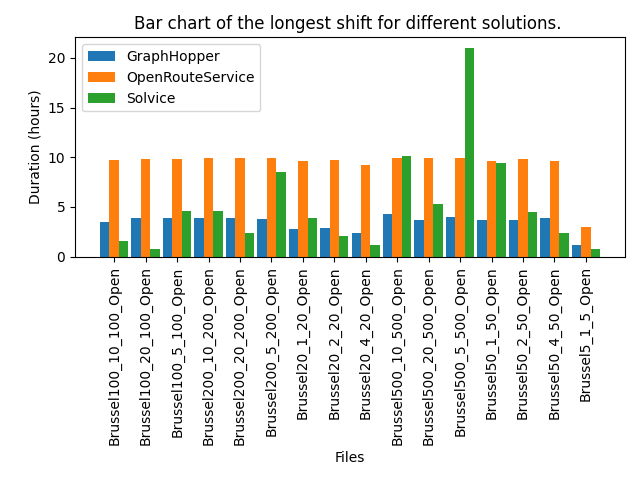 Bar chart of the longest shift for different solutions.
GraphHopper
OpenRouteService
Solvice
Duration (hours)
20
15
10
5
0
Brussel100_10_100_Open
Brussel100_20_100_Open
Brussel100_5_100_Open
Brussel200_10_200_Open
Brussel200_20_200_Open
Brussel200_5_200_Open
Brussel20_1_20_Open
Brussel20_2_20_Open
Brussel20_4_20_Open
Brussel500_10_500_Open
Brussel500_20_500_Open
Brussel500_5_500_Open
Brussel50_1_50_Open
Brussel50_2_50_Open
Brussel50_4_50_Open
Brussel5_1_5_Open
Files